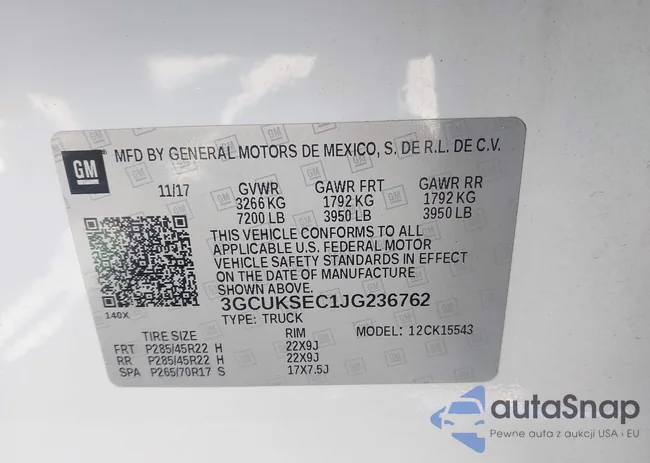 GM
MFD BY GENERAL MOTORS DE MEXICO, S. DE R.L. DE C.V.
11/17 GVWR GAWR FRT GAWR RR
3266 KG 1792 KG 1792 KG
7200 LB 3950 LB 3950 LB
THIS VEHICLE CONFORMS TO ALL
APPLICABLE U.S. FEDERAL MOTOR
VEHICLE SAFETY STANDARDS IN EFFECT
ON THE DATE OF MANUFACTURE
SHOWN ABOVE.
140X
3GCUKSEC1JG236762
TYPE: TRUCK
TIRE SIZE RIM MODEL: 12CK15543
FRT P285/45R22 H 22X9J
RR P285/45R22 H 22X9J
SPA P265/70R17 S 17X7.5J
autaSnap
Pewne auta z aukcji USA i EU